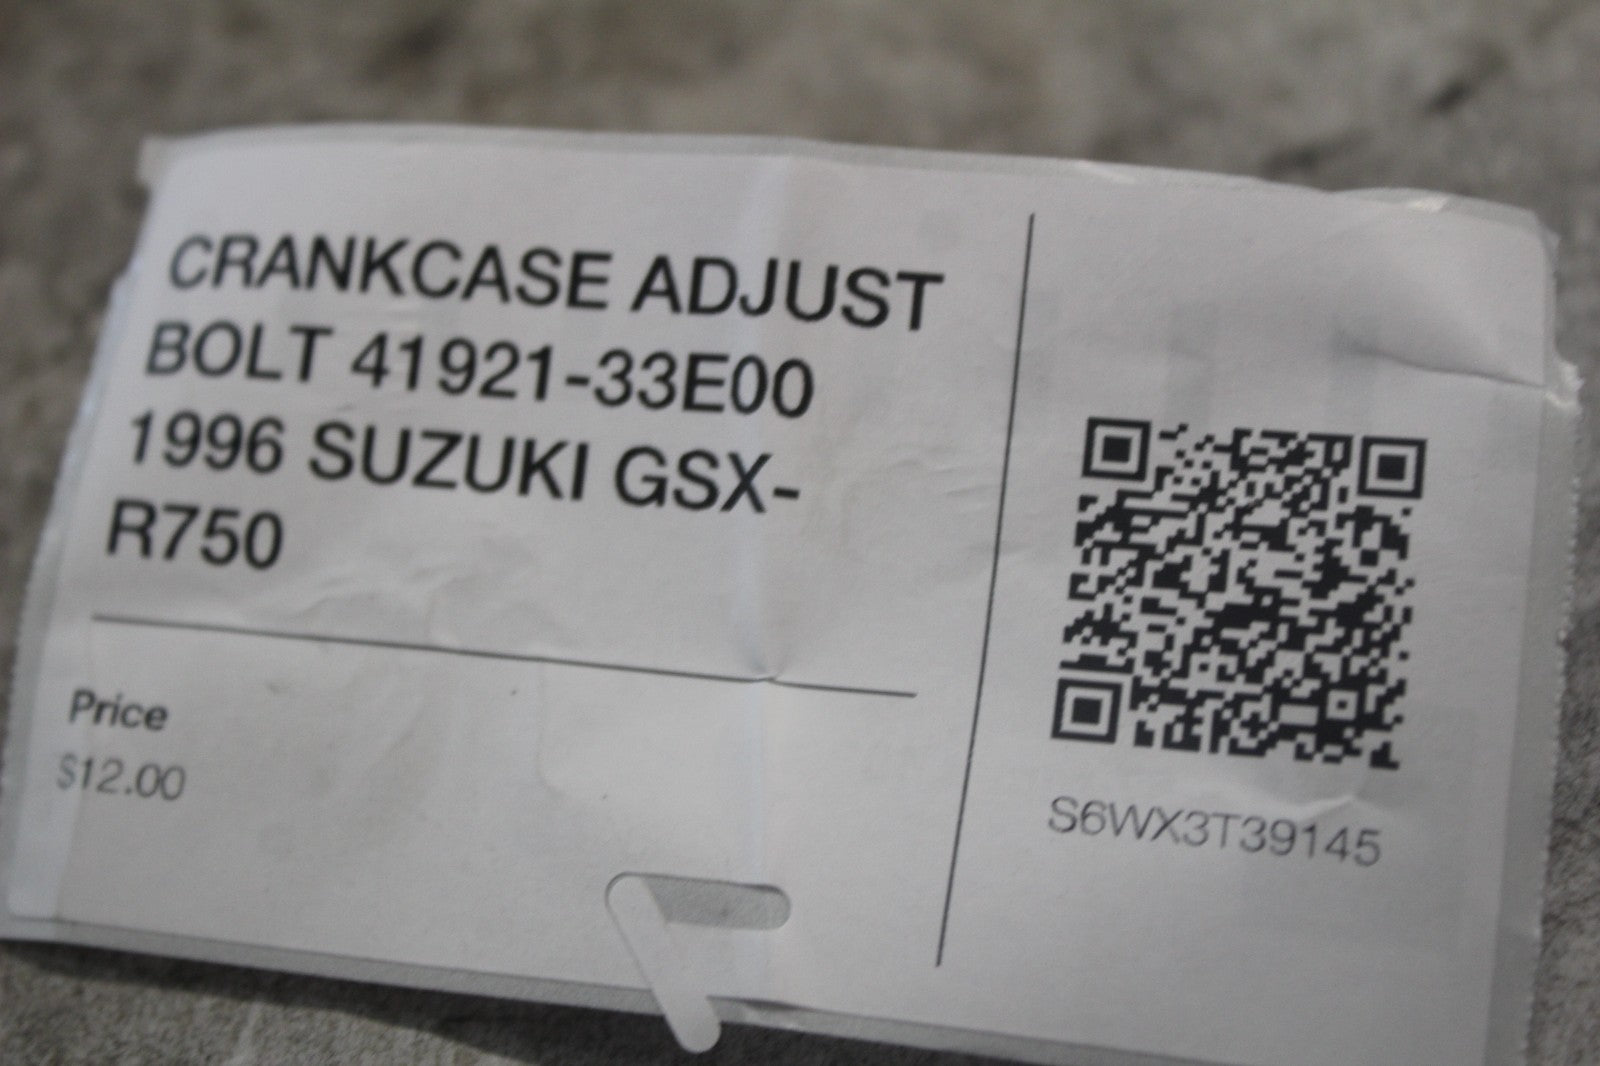 CRANKCASE ADJUST
BOLT 41921-33E00
1996 SUZUKI GSX-
R750
Price
$12.00
S6WX3T39145